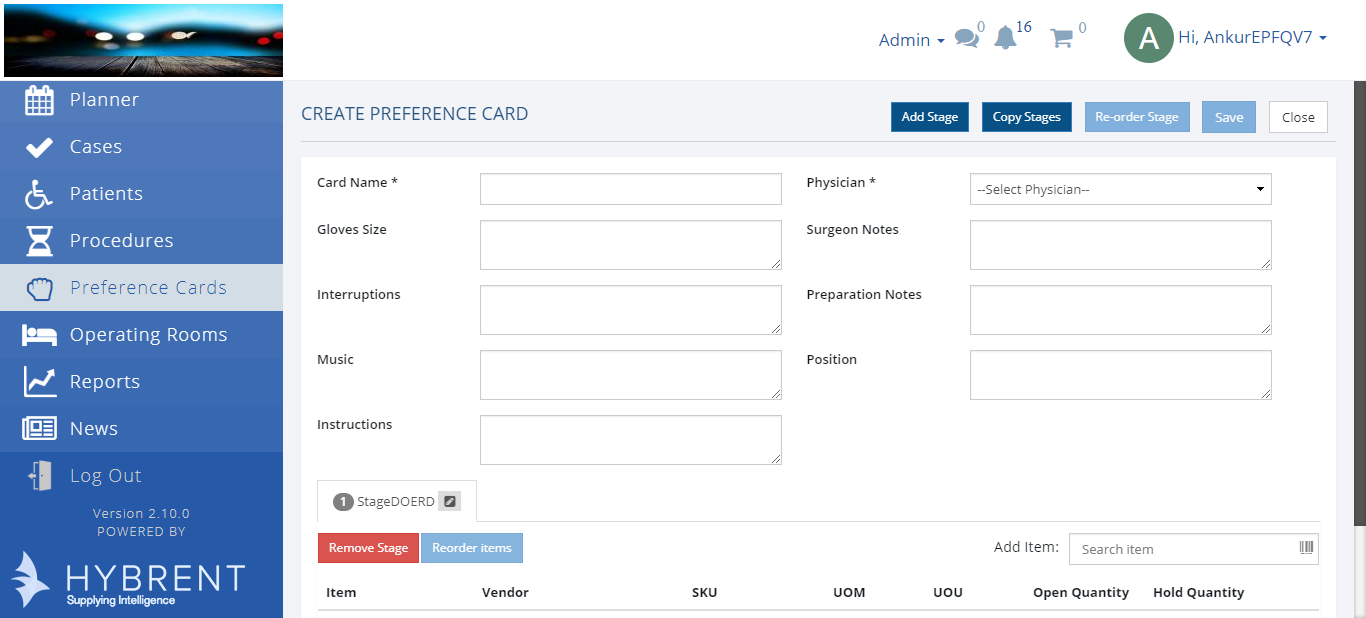 Admin 0 16 0 A Hi, AnkurEPFQV7
Planner
Cases
Patients
Procedures
Preference Cards
Operating Rooms
Reports
News
Log Out
Version 2.10.0
POWERED BY
HYBRENT
Supplying Intelligence
CREATE PREFERENCE CARD Add Stage Copy Stages Re-order Stage Save Close
Card Name * Physician * --Select Physician--
Gloves Size Surgeon Notes
Interruptions Preparation Notes
Music Position
Instructions
1 StageDOERD
Remove Stage Reorder items Add Item: Search item
Item Vendor SKU UOM UOU Open Quantity Hold Quantity